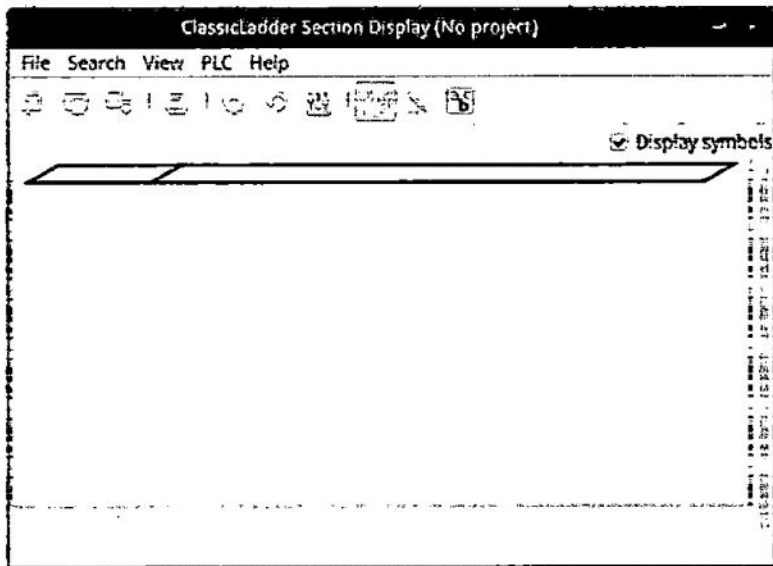 ClassicLadder Section Display (No project)
File Search View PLC Help
Display symbols